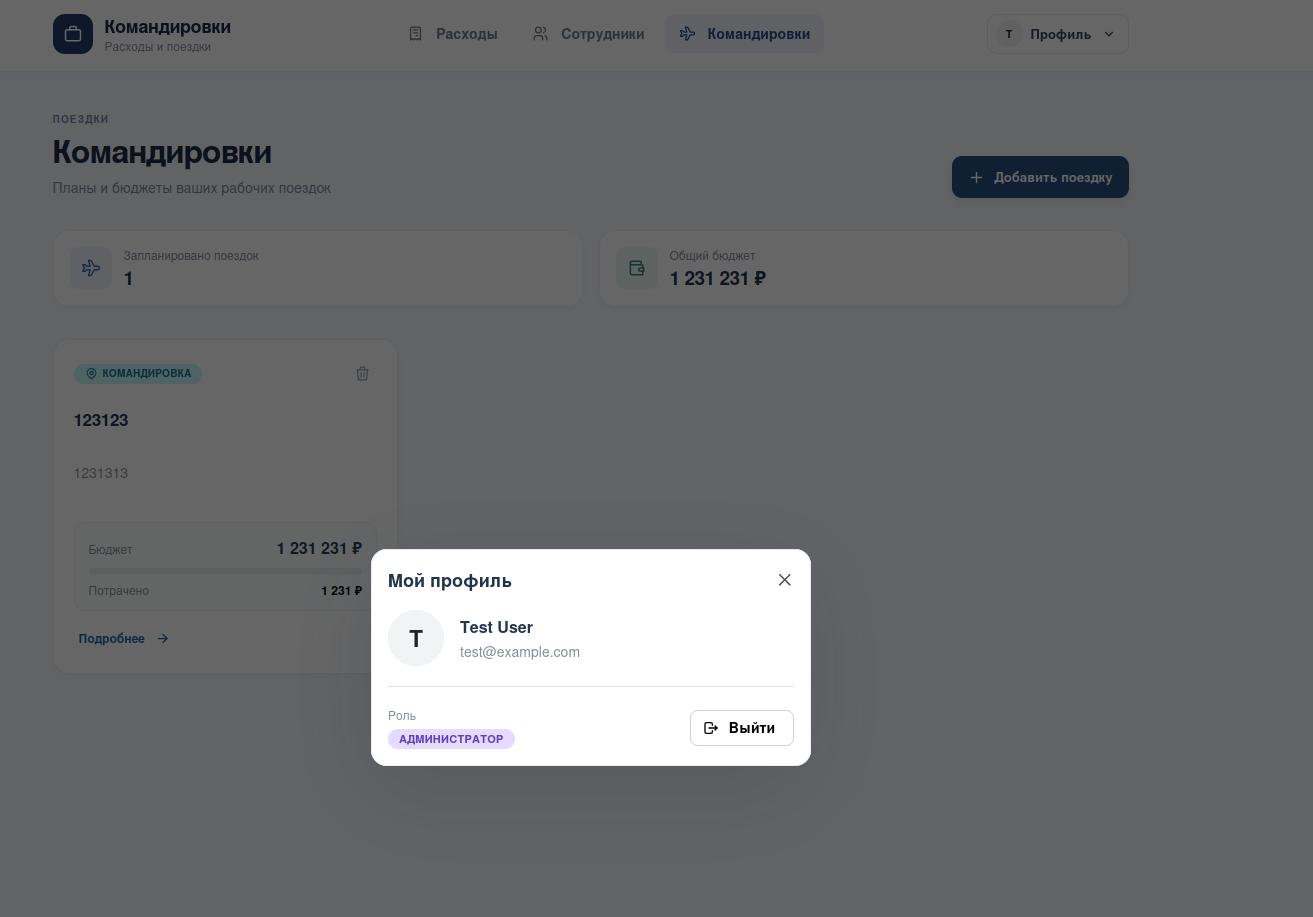 Командировки
Расходы и поездки
Расходы
Сотрудники
Командировки
Т Профиль
ПОЕЗДКИ
Командировки
Планы и бюджеты ваших рабочих поездок
Добавить поездку
Запланировано поездок
1
Общий бюджет
1 231 231 ₽
КОМАНДИРОВКА
123123
1231313
Бюджет 1 231 231 ₽
Потрачено 1 231 ₽
Подробнее
Мой профиль
T
Test User
test@example.com
Роль
АДМИНИСТРАТОР
Выйти